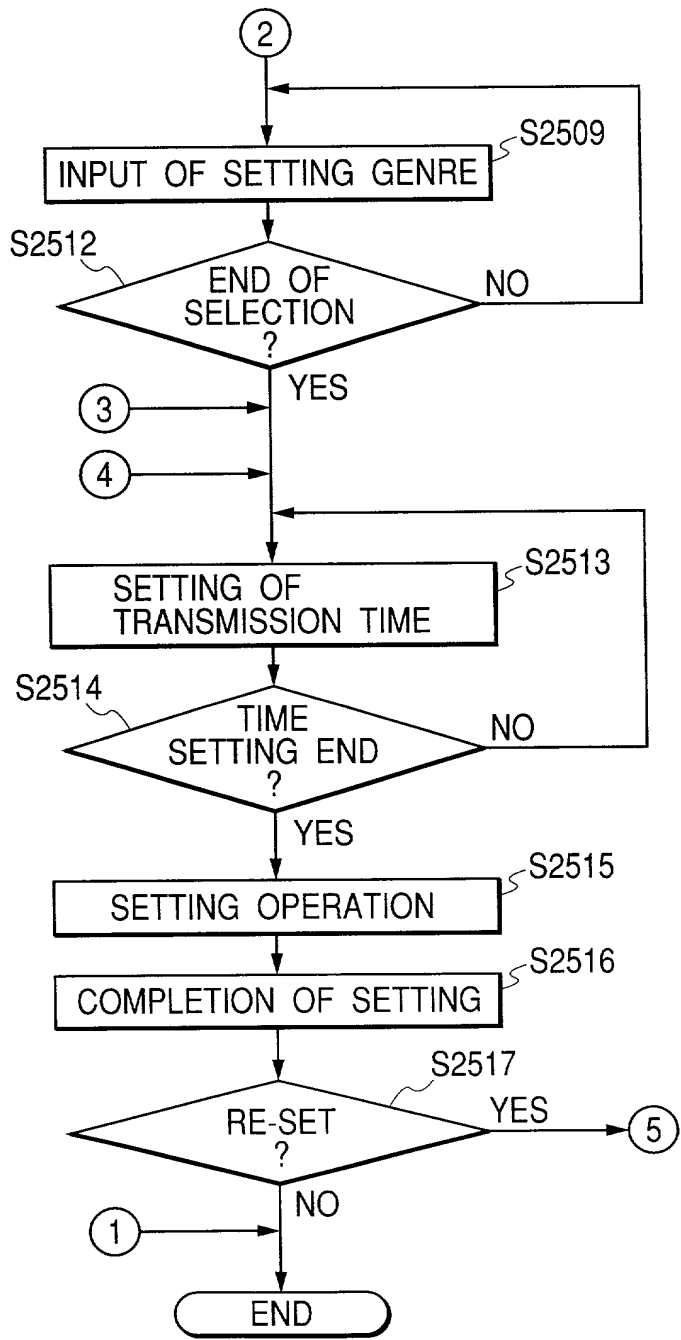 2
S2509
INPUT OF SETTING GENRE
S2512
END OF
SELECTION
?
NO
YES
3
4
S2513
SETTING OF
TRANSMISSION TIME
S2514
TIME
SETTING END
?
NO
YES
S2515
SETTING OPERATION
S2516
COMPLETION OF SETTING
S2517
RE-SET
?
YES
5
NO
1
END